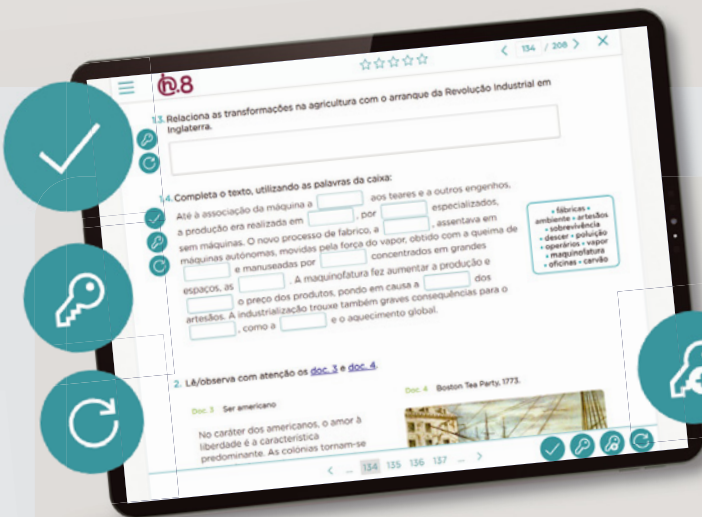 h.8
134 / 208
1.3. Relaciona as transformações na agricultura com o arranque da Revolução Industrial em
Inglaterra.
1.4. Completa o texto, utilizando as palavras da caixa:
Até à associação da máquina a aos teares e a outros engenhos,
a produção era realizada em , por especializados,
sem máquinas. O novo processo de fabrico, a , assentava em
máquinas autónomas, movidas pela força do vapor, obtido com a queima de
e manuseadas por concentrados em grandes
espaços, as . A maquinofatura fez aumentar a produção e
o preço dos produtos, pondo em causa a dos
artesãos. A industrialização trouxe também graves consequências para o
, como a e o aquecimento global.
• fábricas •
ambiente • artesãos
• sobrevivência
• descer • poluição
• operários • vapor
• maquinofatura
• oficinas • carvão
2. Lê/observa com atenção os doc. 3 e doc. 4.
Doc. 3 Ser americano
No caráter dos americanos, o amor à
liberdade é a característica
predominante. As colónias tornam-se
Doc. 4 Boston Tea Party, 1773.
... 134 135 136 137 ...